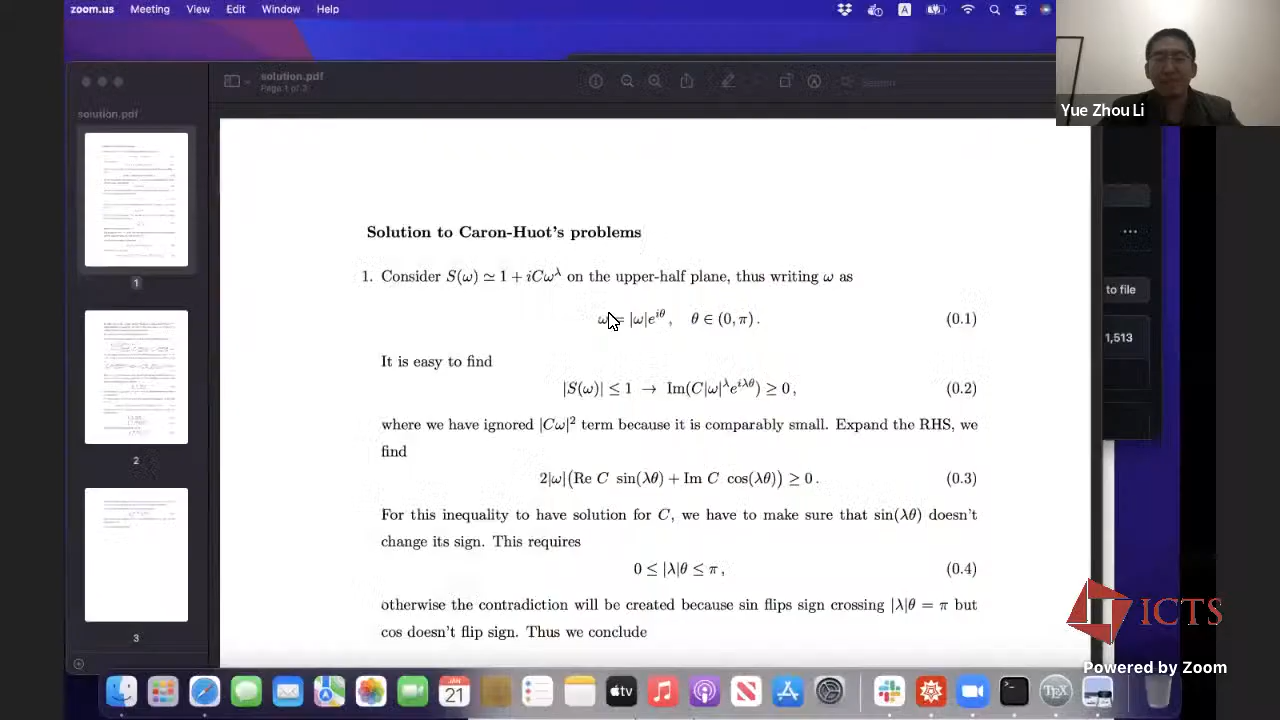 zoom.us Meeting View Edit Window Help
Yue Zhou Li
solution.pdf
Page 1 of 3
solution.pdf
1
2
3
Solution to Caron-Huot's problems
1. Consider S(ω) ≃ 1 + iCω^λ on the upper-half plane, thus writing ω as
ω = |ω|e^{iθ}, θ ∈ (0, π). (0.1)
It is easy to find
|S(ω)| ≤ 1 → Im(C|ω|^λ e^{iλθ}) ≥ 0, (0.2)
where we have ignored |Cω|² term because it is comparably small. Expand the RHS, we
find
2|ω|(Re C sin(λθ) + Im C cos(λθ)) ≥ 0. (0.3)
For this inequality to have solution for C, we have to make sure that sin(λθ) doesn't
change its sign. This requires
0 ≤ |λ|θ ≤ π, (0.4)
otherwise the contradiction will be created because sin flips sign crossing |λ|θ = π but
cos doesn't flip sign. Thus we conclude
to file
1,513
JAN
21
tv
TEX
ICTS
Powered by Zoom